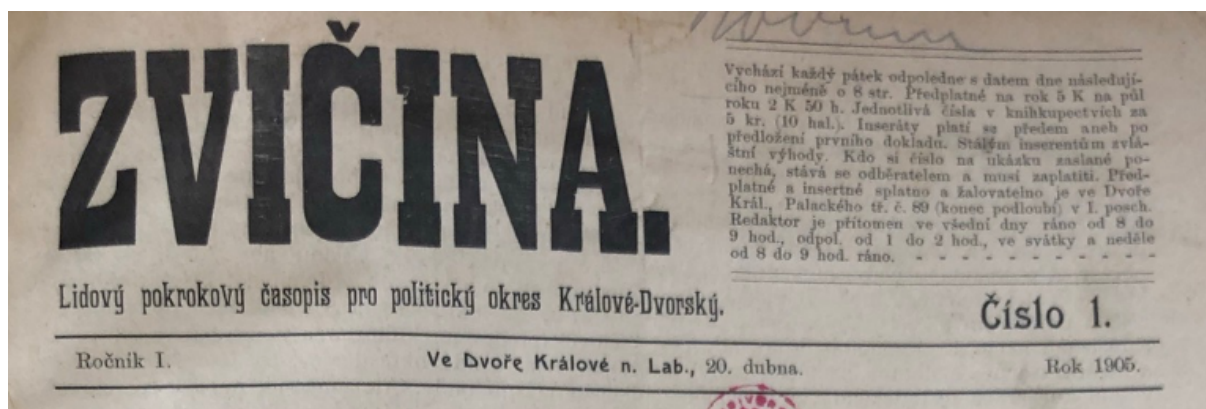 ZVIČINA.
Vychází každý pátek odpoledne s datem dne následují-
cího nejméně o 8 str. Předplatné na rok 5 K na půl
roku 2 K 50 h. Jednotlivá čísla v knihkupectvích za
5 kr. (10 hal.). Inseráty platí se předem aneb po
předložení prvního dokladu. Stálým inserentům zvlá-
štní výhody. Kdo si číslo na ukázku zaslané po-
nechá, stává se odběratelem a musí zaplatiti. Před-
platné a insertné splatno a žalovatelno je ve Dvoře
Král., Palackého tř. č. 89 (konec podloubí) v I. posch.
Redaktor je přítomen ve všední dny ráno od 8 do
9 hod., odpol. od 1 do 2 hod., ve svátky a neděle
od 8 do 9 hod. ráno. - - - - - - - - - - -
Lidový pokrokový časopis pro politický okres Králové-Dvorský.
Číslo 1.
Ročník I. Ve Dvoře Králové n. Lab., 20. dubna. Rok 1905.